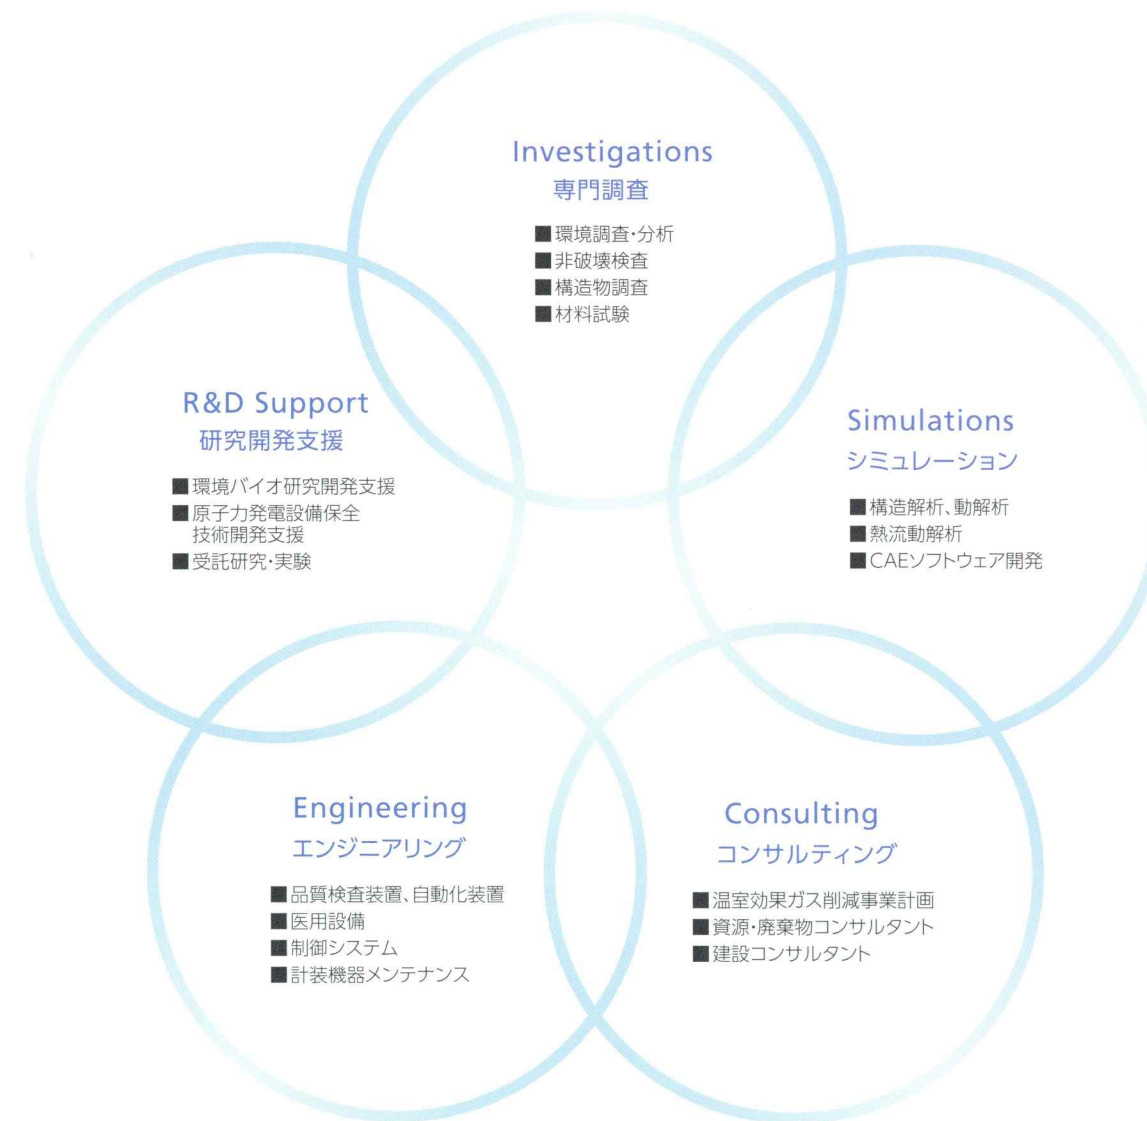 Investigations
専門調査
■環境調査・分析
■非破壊検査
■構造物調査
■材料試験
R&D Support
研究開発支援
■環境バイオ研究開発支援
■原子力発電設備保全
技術開発支援
■受託研究・実験
Simulations
シミュレーション
■構造解析、動解析
■熱流動解析
■CAEソフトウェア開発
Engineering
エンジニアリング
■品質検査装置、自動化装置
■医用設備
■制御システム
■計装機器メンテナンス
Consulting
コンサルティング
■温室効果ガス削減事業計画
■資源・廃棄物コンサルタント
■建設コンサルタント